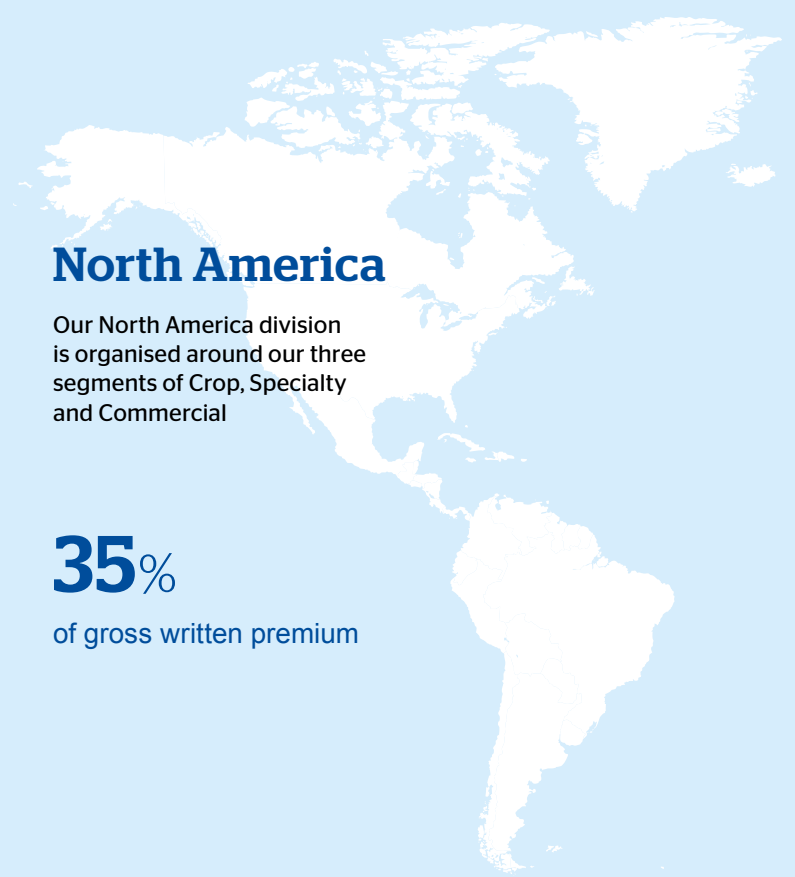 North America
Our North America division
is organised around our three
segments of Crop, Specialty
and Commercial
35%
of gross written premium